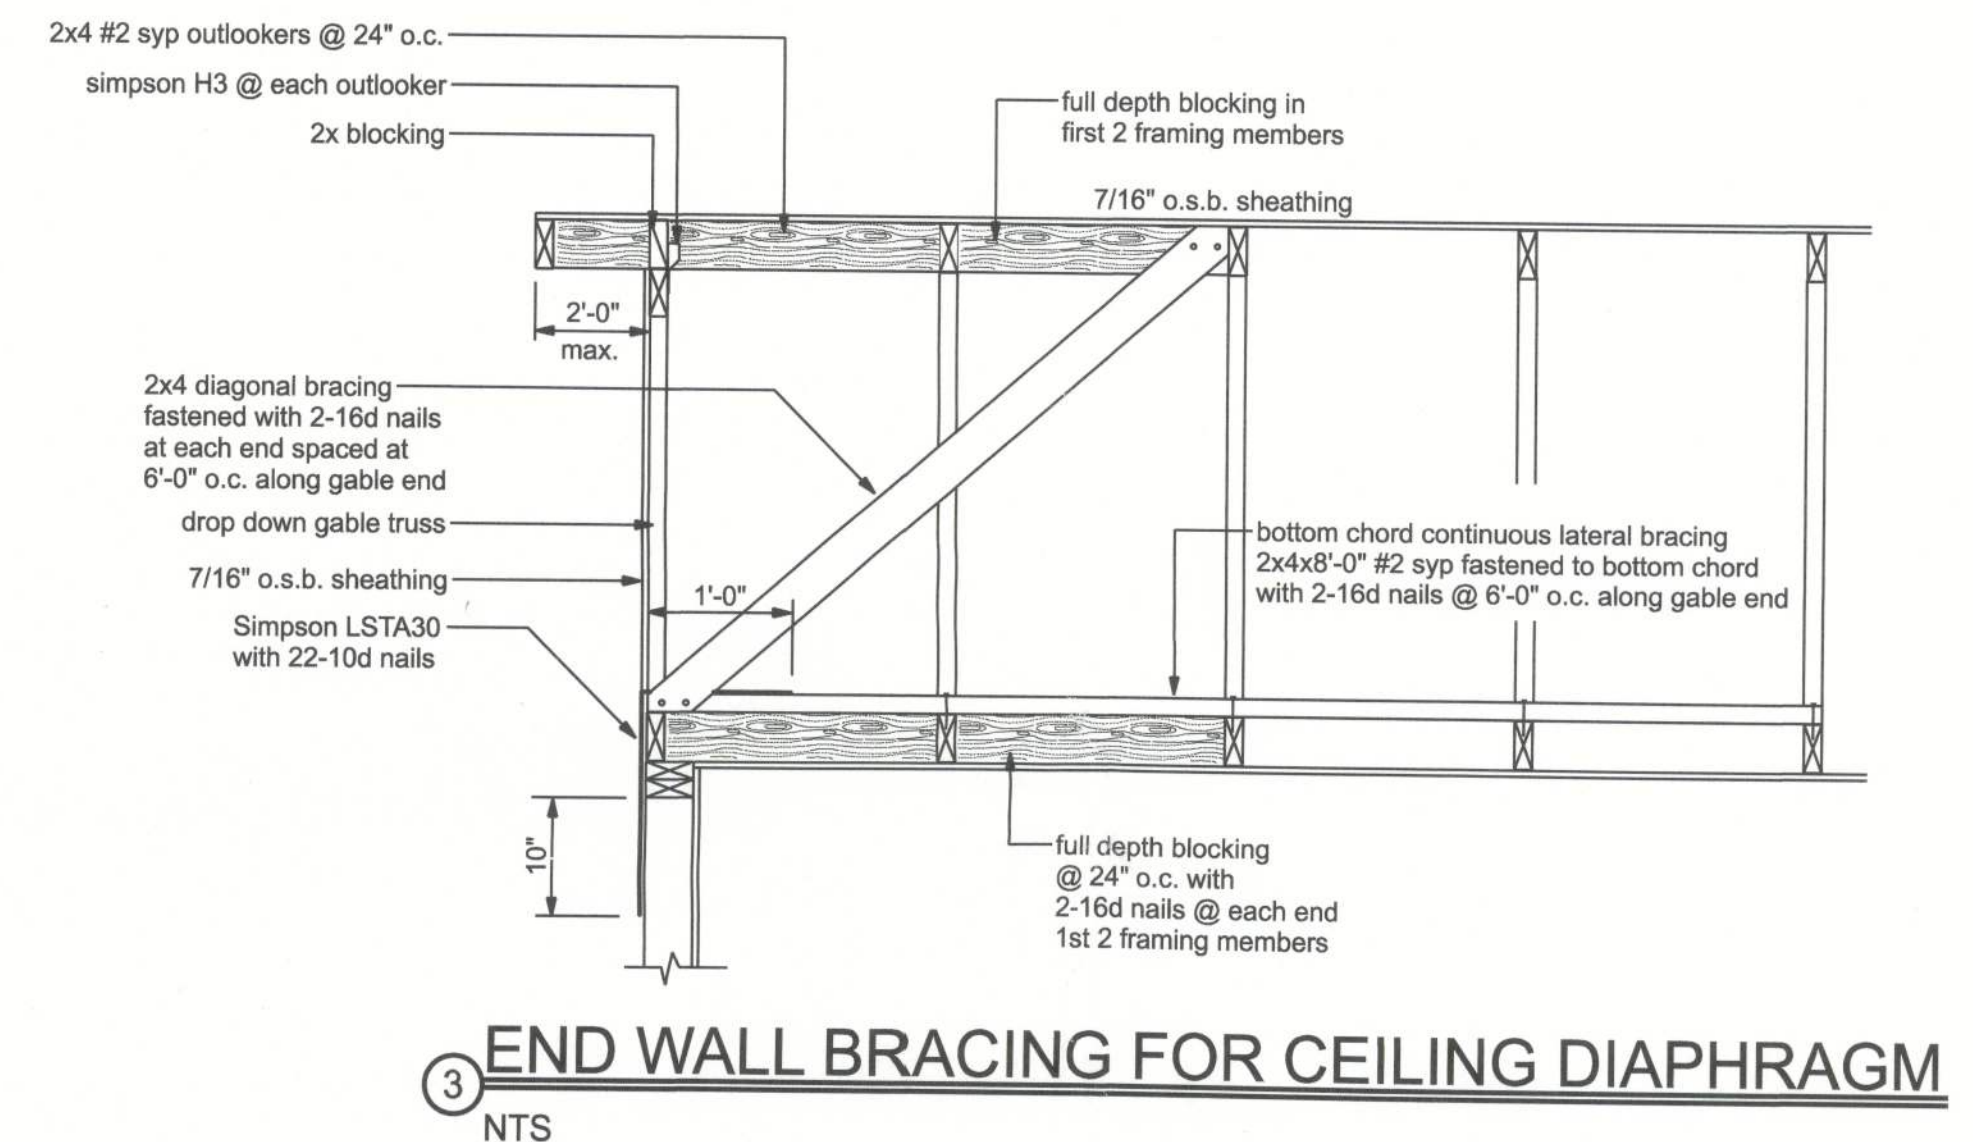 2x4 #2 syp outlookers @ 24" o.c.
simpson H3 @ each outlooker
2x blocking
full depth blocking in
first 2 framing members
7/16" o.s.b. sheathing
2'-0"
max.
2x4 diagonal bracing
fastened with 2-16d nails
at each end spaced at
6'-0" o.c. along gable end
drop down gable truss
7/16" o.s.b. sheathing
Simpson LSTA30
with 22-10d nails
1'-0"
bottom chord continuous lateral bracing
2x4x8'-0" #2 syp fastened to bottom chord
with 2-16d nails @ 6'-0" o.c. along gable end
10"
full depth blocking
@ 24" o.c. with
2-16d nails @ each end
1st 2 framing members
3 END WALL BRACING FOR CEILING DIAPHRAGM
NTS